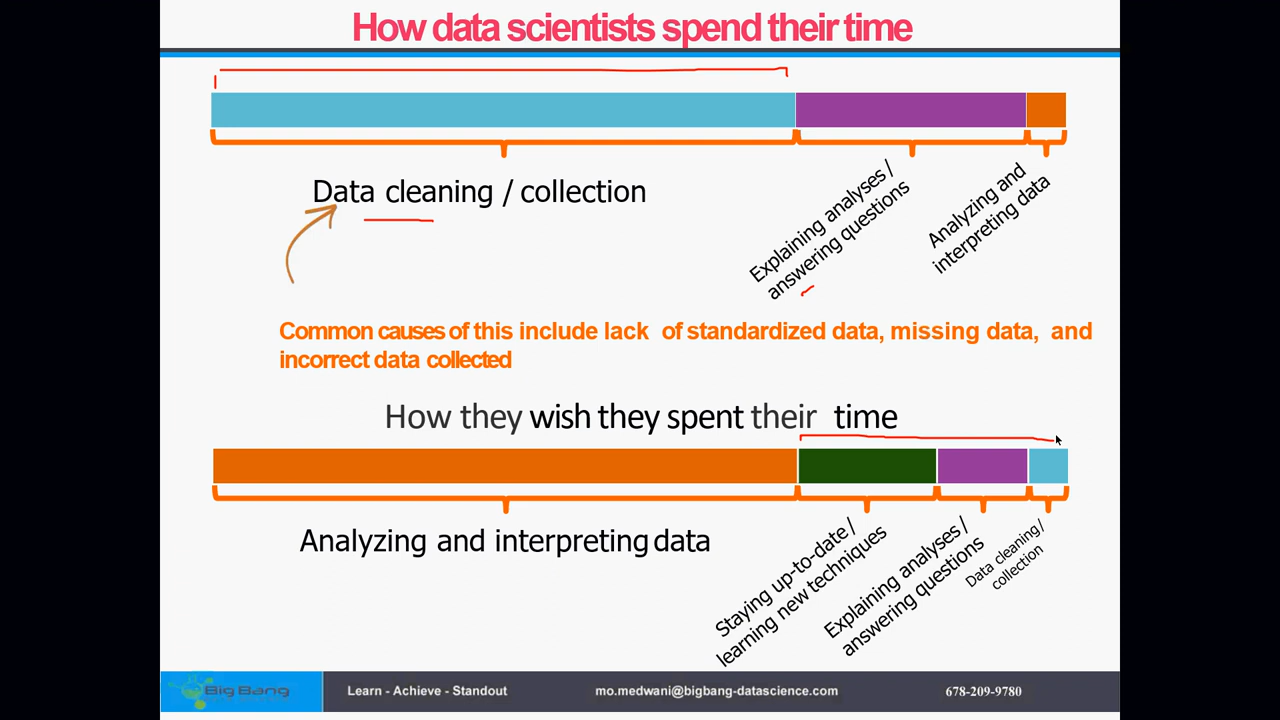 How data scientists spend their time
Data cleaning / collection
Explaining analyses /
answering questions
Analyzing and
interpreting data
Common causes of this include lack of standardized data, missing data, and
incorrect data collected
How they wish they spent their time
Analyzing and interpreting data
Staying up-to-date /
learning new techniques
Explaining analyses /
answering questions
Data cleaning /
collection
Big Bang
Learn - Achieve - Standout
mo.medwani@bigbang-datascience.com
678-209-9780